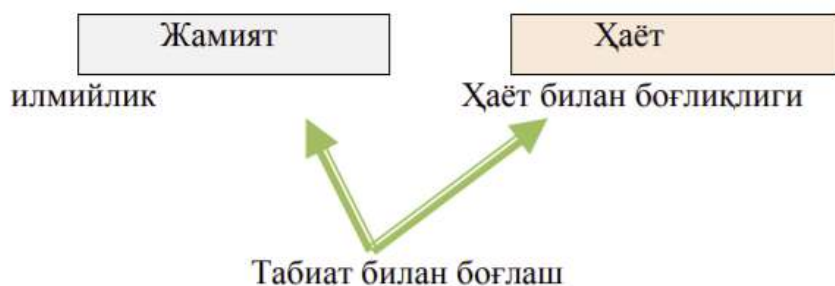 Жамият
Ҳаёт
илмийлик
Ҳаёт билан боғлиқлиги
Табиат билан боғлаш